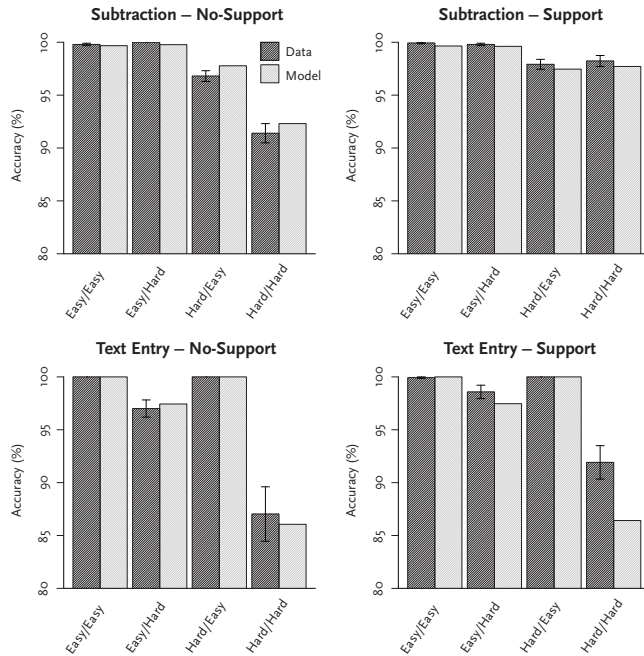 Subtraction – No-Support
Accuracy (%)
100
95
90
85
80
Data
Model
Easy/Easy
Easy/Hard
Hard/Easy
Hard/Hard
Subtraction – Support
Accuracy (%)
100
95
90
85
80
Easy/Easy
Easy/Hard
Hard/Easy
Hard/Hard
Text Entry – No-Support
Accuracy (%)
100
95
90
85
80
Easy/Easy
Easy/Hard
Hard/Easy
Hard/Hard
Text Entry – Support
Accuracy (%)
100
95
90
85
80
Easy/Easy
Easy/Hard
Hard/Easy
Hard/Hard